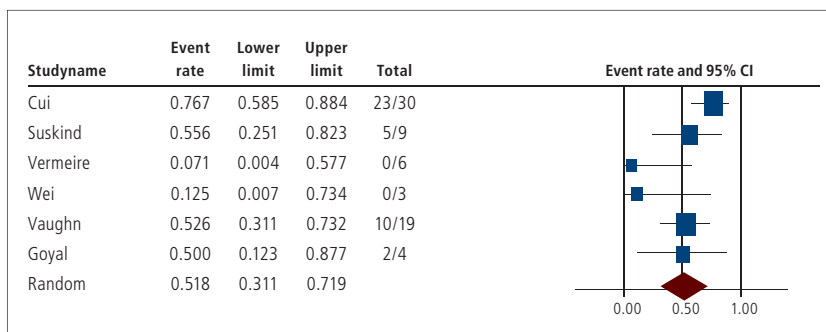 Event Lower Upper
Studyname rate limit limit Total Event rate and 95% CI
Cui 0.767 0.585 0.884 23/30
Suskind 0.556 0.251 0.823 5/9
Vermeire 0.071 0.004 0.577 0/6
Wei 0.125 0.007 0.734 0/3
Vaughn 0.526 0.311 0.732 10/19
Goyal 0.500 0.123 0.877 2/4
Random 0.518 0.311 0.719
0.00 0.50 1.00